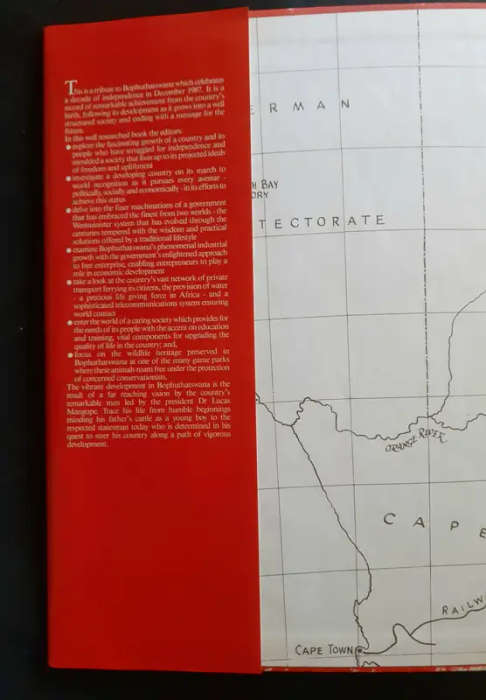 This is a tribute to Bophuthatswana which celebrates
a decade of independence in December 1987. It is a
record of remarkable achievement from the country's
birth, following its development as it grows into a well
structured society and ending with a message for the
future.
In this well researched book the editors:
● explore the fascinating growth of a country and its
people who have struggled for independence and
moulded a society that lives up to its projected ideals
of freedom and upliftment
● investigate a developing country on its march to
world recognition as it pursues every avenue -
politically, socially and economically - in its efforts to
achieve this status
● delve into the finer machinations of a government
that has embraced the finest from two worlds - the
Westminster system that has evolved through the
centuries tempered with the wisdom and practical
solutions offered by a traditional lifestyle
● examine Bophuthatswana's phenomenal industrial
growth with the government's enlightened approach
to free enterprise, enabling entrepreneurs to play a
role in economic development
● take a look at the country's vast network of private
transport ferrying its citizens, the provision of water
- a precious life giving force in Africa - and a
sophisticated telecommunications system ensuring
world contact
● enter the world of a caring society which provides for
the needs of its people with the accent on education
and training, vital components for upgrading the
quality of life in the country; and,
● focus on the wildlife heritage preserved in
Bophuthatswana in one of the many game parks
where these animals roam free under the protection
of concerned conservationists.
The vibrant development in Bophuthatswana is the
result of a far reaching vision by the country's
remarkable men led by the president Dr Lucas
Mangope. Trace his life from humble beginnings
minding his father's cattle as a young boy to the
respected statesman today who is determined in his
quest to steer his country along a path of vigorous
development.
ERMAN
H BAY
ORY
TECTORATE
ORANGE RIVER
CAPE
RAILW
CAPE TOWN